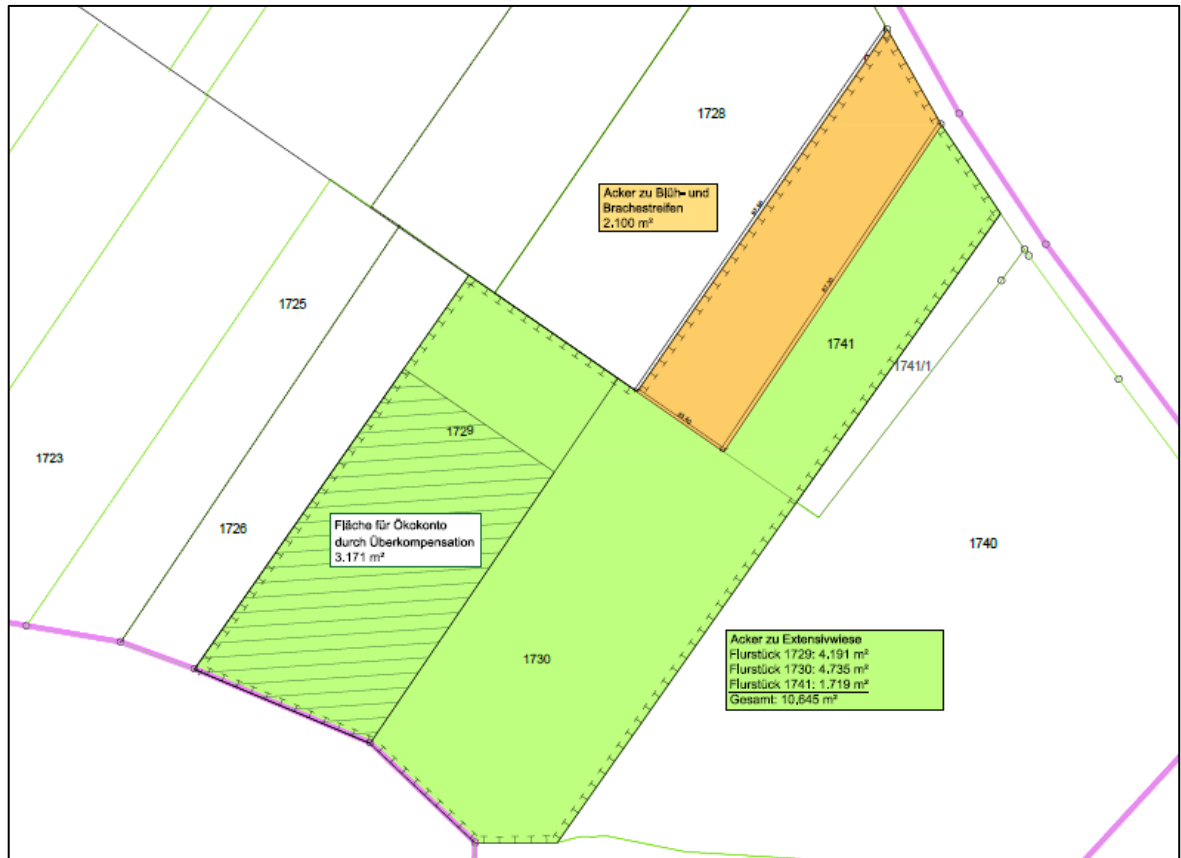 1728
Acker zu Blüh- und
Brachestreifen
2.100 m²
1725
1741
1741/1
1729
1723
Fläche für Ökokonto
durch Überkompensation
3.171 m²
1726
1740
1730
Acker zu Extensivwiese
Flurstück 1729: 4.191 m²
Flurstück 1730: 4.735 m²
Flurstück 1741: 1.719 m²
Gesamt: 10,645 m²